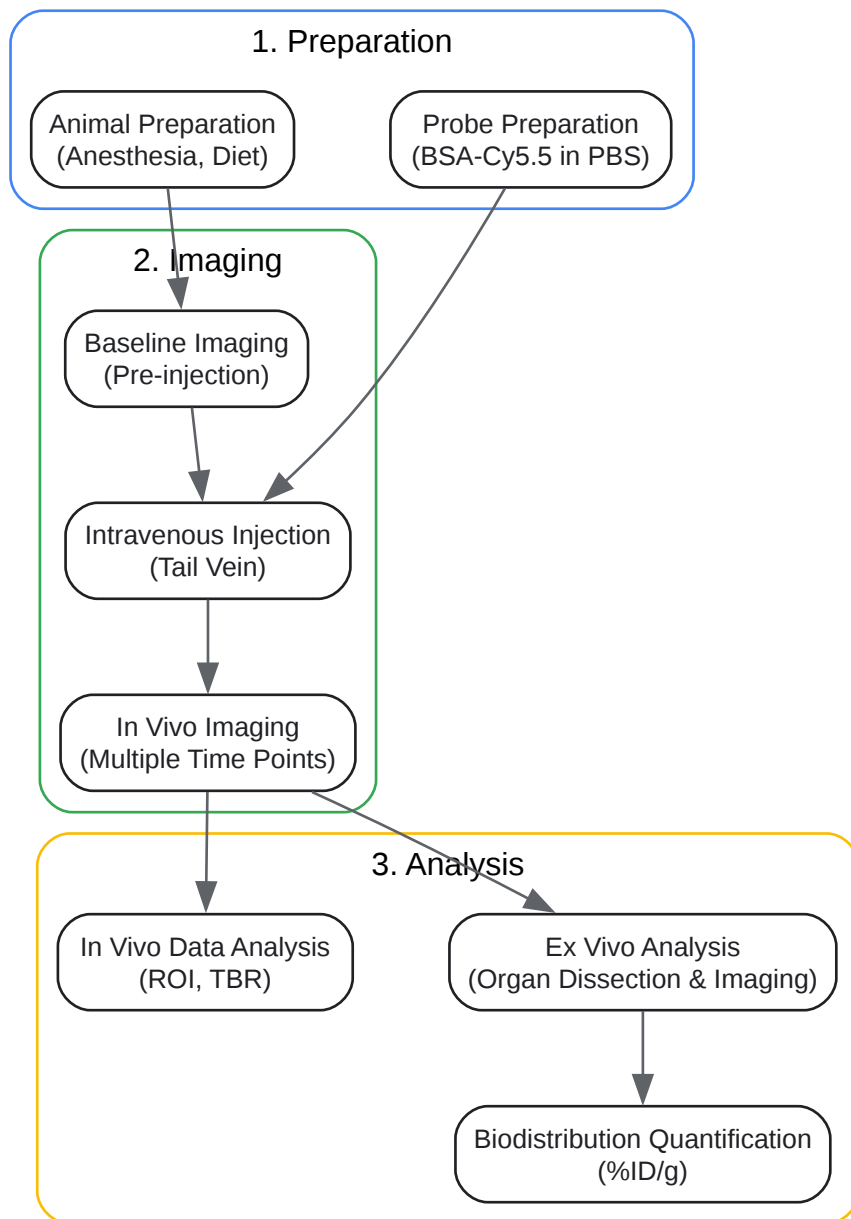 1. Preparation
Animal Preparation
(Anesthesia, Diet)
Probe Preparation
(BSA-Cy5.5 in PBS)
2. Imaging
Baseline Imaging
(Pre-injection)
Intravenous Injection
(Tail Vein)
In Vivo Imaging
(Multiple Time Points)
3. Analysis
In Vivo Data Analysis
(ROI, TBR)
Ex Vivo Analysis
(Organ Dissection & Imaging)
Biodistribution Quantification
(%ID/g)